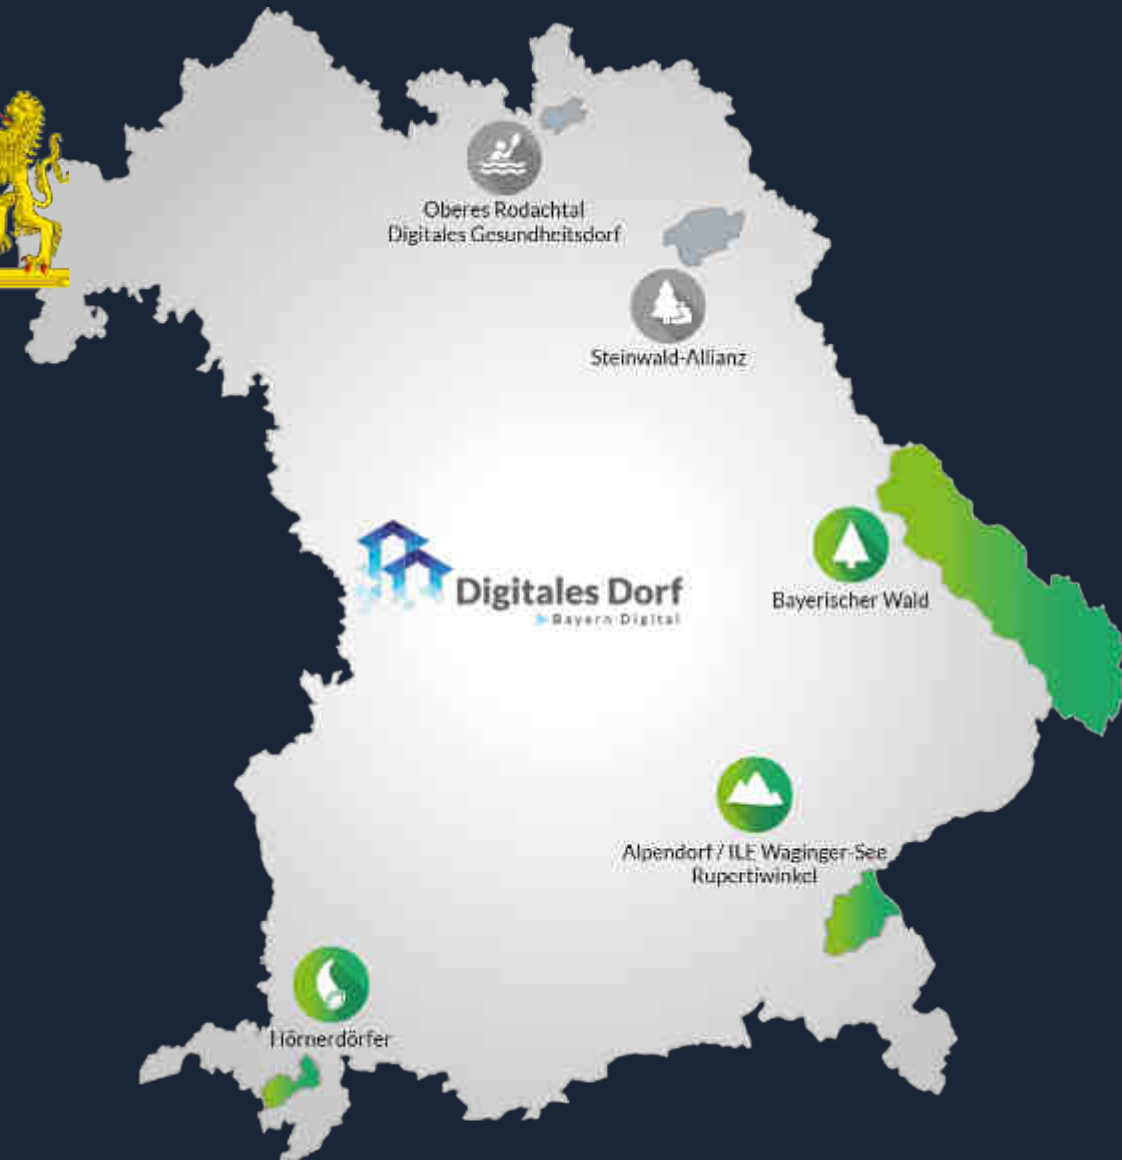 Oberes Rodachtal
Digitales Gesundheitsdorf
Steinwald-Allianz
Digitales Dorf
Bayern Digital
Bayerischer Wald
Alpendorf / ILE Waginger-See
Rupertiwinkel
Hörnerdörfer